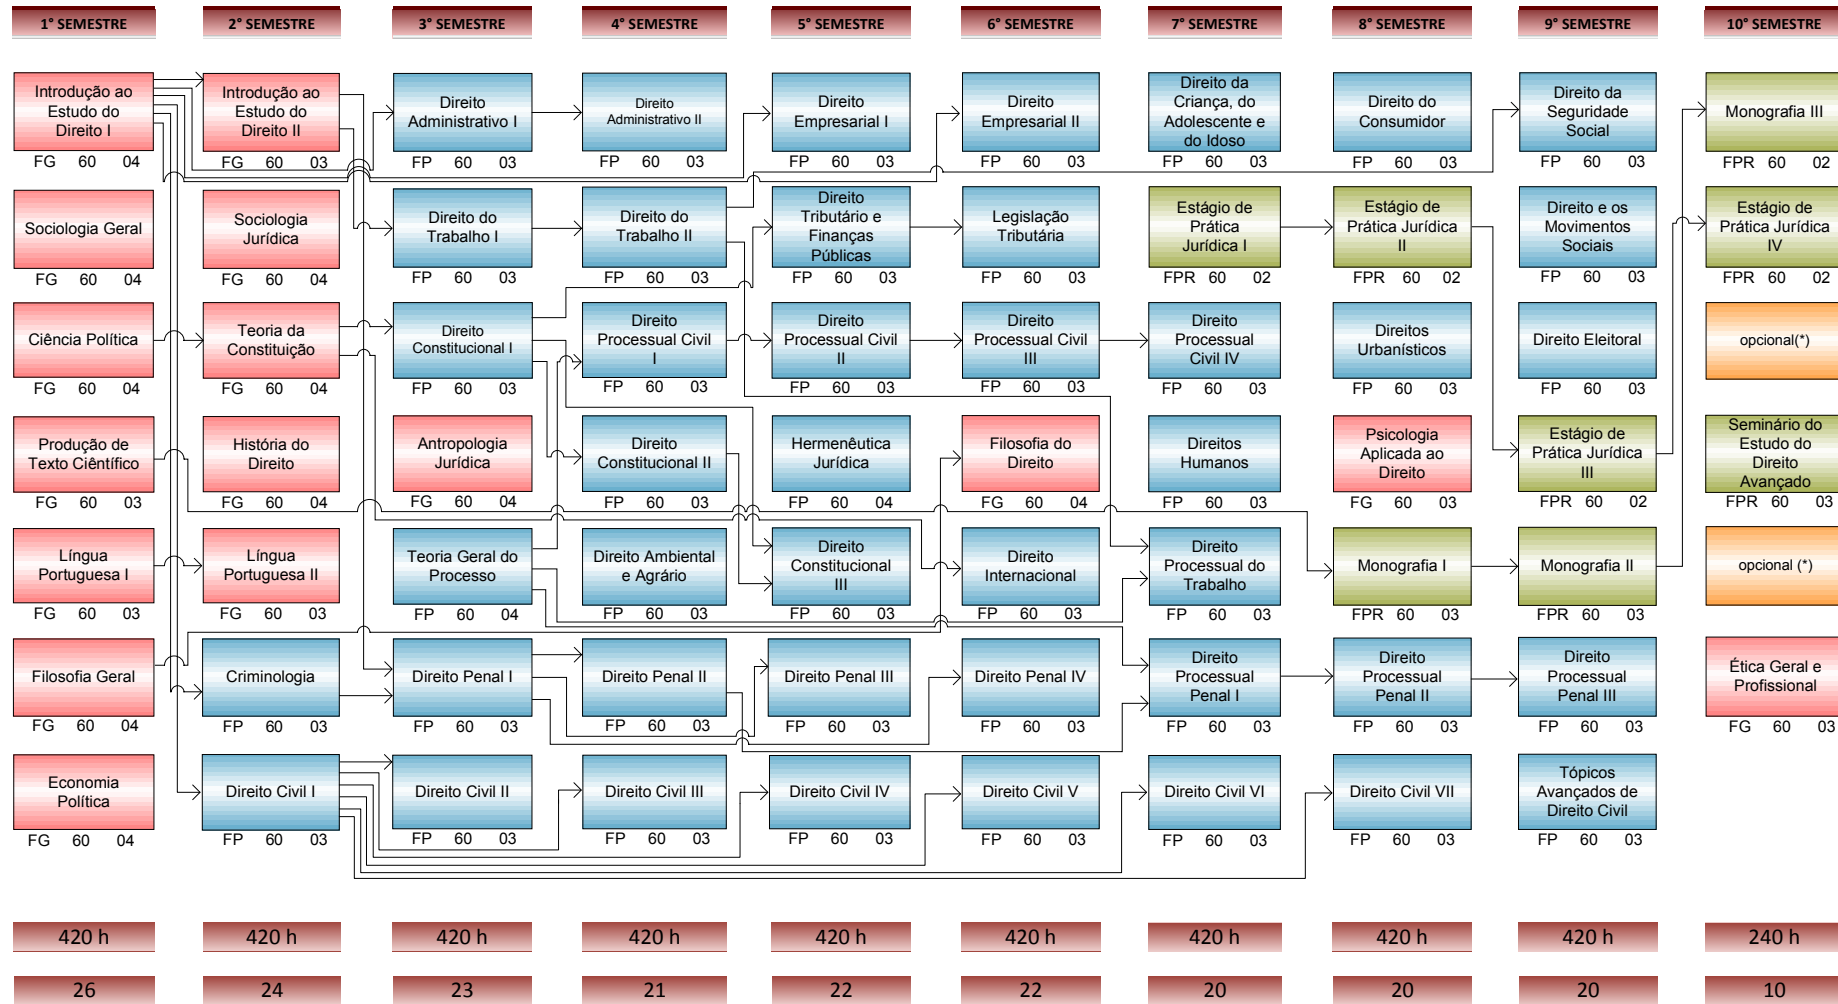 1° SEMESTRE
2° SEMESTRE
3° SEMESTRE
4° SEMESTRE
5° SEMESTRE
6° SEMESTRE
7° SEMESTRE
8° SEMESTRE
9° SEMESTRE
10° SEMESTRE
Introdução ao
Estudo do
Direito I
FG 60 04
Introdução ao
Estudo do
Direito II
FG 60 03
Direito
Administrativo I
FP 60 03
Direito
Administrativo II
FP 60 03
Direito
Empresarial I
FP 60 03
Direito
Empresarial II
FP 60 03
Direito da
Criança, do
Adolescente e
do Idoso
FP 60 03
Direito do
Consumidor
FP 60 03
Direito da
Seguridade
Social
FP 60 03
Monografia III
FPR 60 02
Sociologia Geral
FG 60 04
Sociologia
Jurídica
FG 60 04
Direito do
Trabalho I
FP 60 03
Direito do
Trabalho II
FP 60 03
Direito
Tributário e
Finanças
Públicas
FP 60 03
Legislação
Tributária
FP 60 03
Estágio de
Prática
Jurídica I
FPR 60 02
Estágio de
Prática Jurídica
II
FPR 60 02
Direito e os
Movimentos
Sociais
FP 60 03
Estágio de
Prática Jurídica
IV
FPR 60 02
Ciência Política
FG 60 04
Teoria da
Constituição
FG 60 04
Direito
Constitucional I
FP 60 03
Direito
Processual Civil
I
FP 60 03
Direito
Processual Civil
II
FP 60 03
Direito
Processual Civil
III
FP 60 03
Direito
Processual
Civil IV
FP 60 03
Direitos
Urbanísticos
FP 60 03
Direito Eleitoral
FP 60 03
opcional(*)
Produção de
Texto Ciêntífico
FG 60 03
História do
Direito
FG 60 04
Antropologia
Jurídica
FG 60 04
Direito
Constitucional II
FP 60 03
Hermenêutica
Jurídica
FP 60 04
Filosofia do
Direito
FG 60 04
Direitos
Humanos
FP 60 03
Psicologia
Aplicada ao
Direito
FG 60 03
Estágio de
Prática Jurídica
III
FPR 60 02
Seminário do
Estudo do
Direito
Avançado
FPR 60 03
Língua
Portuguesa I
FG 60 03
Língua
Portuguesa II
FG 60 03
Teoria Geral do
Processo
FP 60 04
Direito Ambiental
e Agrário
FP 60 03
Direito
Constitucional
III
FP 60 03
Direito
Internacional
FP 60 03
Direito
Processual do
Trabalho
FP 60 03
Monografia I
FPR 60 03
Monografia II
FPR 60 03
opcional (*)
Filosofia Geral
FG 60 04
Criminologia
FP 60 03
Direito Penal I
FP 60 03
Direito Penal II
FP 60 03
Direito Penal III
FP 60 03
Direito Penal IV
FP 60 03
Direito
Processual
Penal I
FP 60 03
Direito
Processual
Penal II
FP 60 03
Direito
Processual
Penal III
FP 60 03
Ética Geral e
Profissional
FG 60 03
Economia
Política
FG 60 04
Direito Civil I
FP 60 03
Direito Civil II
FP 60 03
Direito Civil III
FP 60 03
Direito Civil IV
FP 60 03
Direito Civil V
FP 60 03
Direito Civil VI
FP 60 03
Direito Civil VII
FP 60 03
Tópicos
Avançados de
Direito Civil
FP 60 03
420 h
420 h
420 h
420 h
420 h
420 h
420 h
420 h
420 h
240 h
26
24
23
21
22
22
20
20
20
10